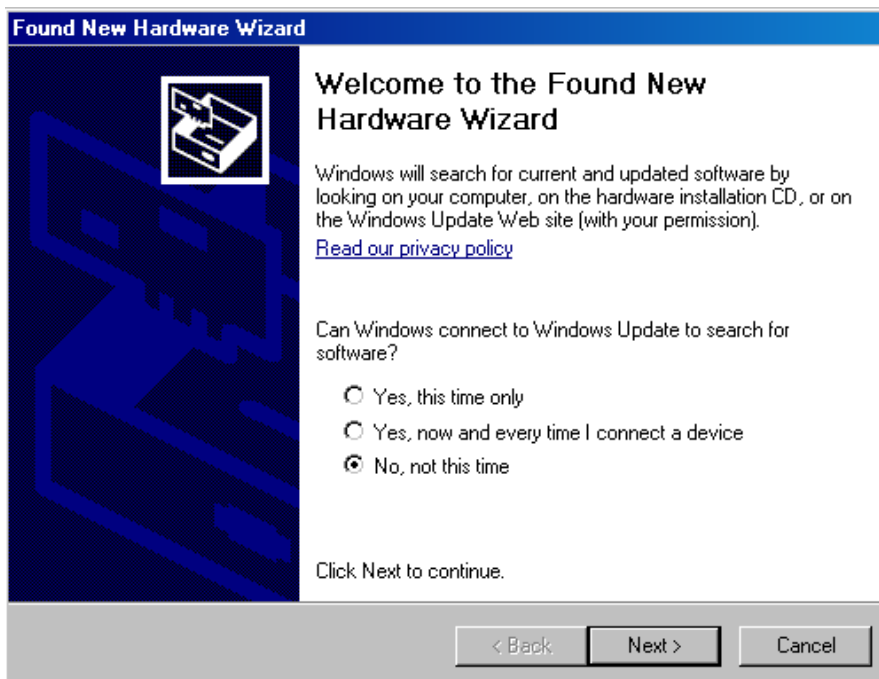 Found New Hardware Wizard
Welcome to the Found New
Hardware Wizard
Windows will search for current and updated software by
looking on your computer, on the hardware installation CD, or on
the Windows Update Web site (with your permission).
Read our privacy policy
Can Windows connect to Windows Update to search for
software?
Yes, this time only
Yes, now and every time I connect a device
No, not this time
Click Next to continue.
< Back
Next >
Cancel